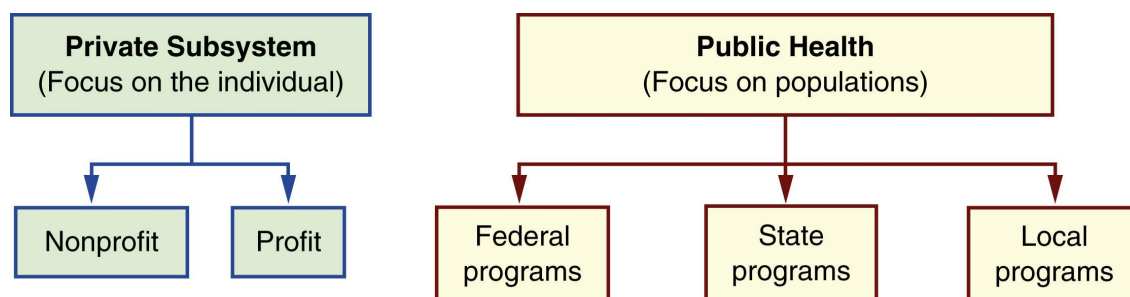 Private Subsystem
(Focus on the individual)
Public Health
(Focus on populations)
Nonprofit
Profit
Federal
programs
State
programs
Local
programs